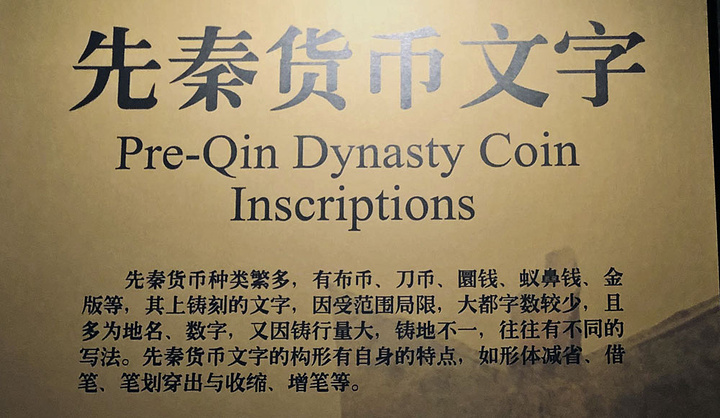 先秦货币文字
Pre-Qin Dynasty Coin
Inscriptions
先秦货币种类繁多，有布币、刀币、圜钱、蚁鼻钱、金
版等，其上铸刻的文字，因受范围局限，大都字数较少，且
多为地名、数字，又因铸行量大，铸地不一，往往有不同的
写法。先秦货币文字的构形有自身的特点，如形体减省、借
笔、笔划穿出与收缩、增笔等。